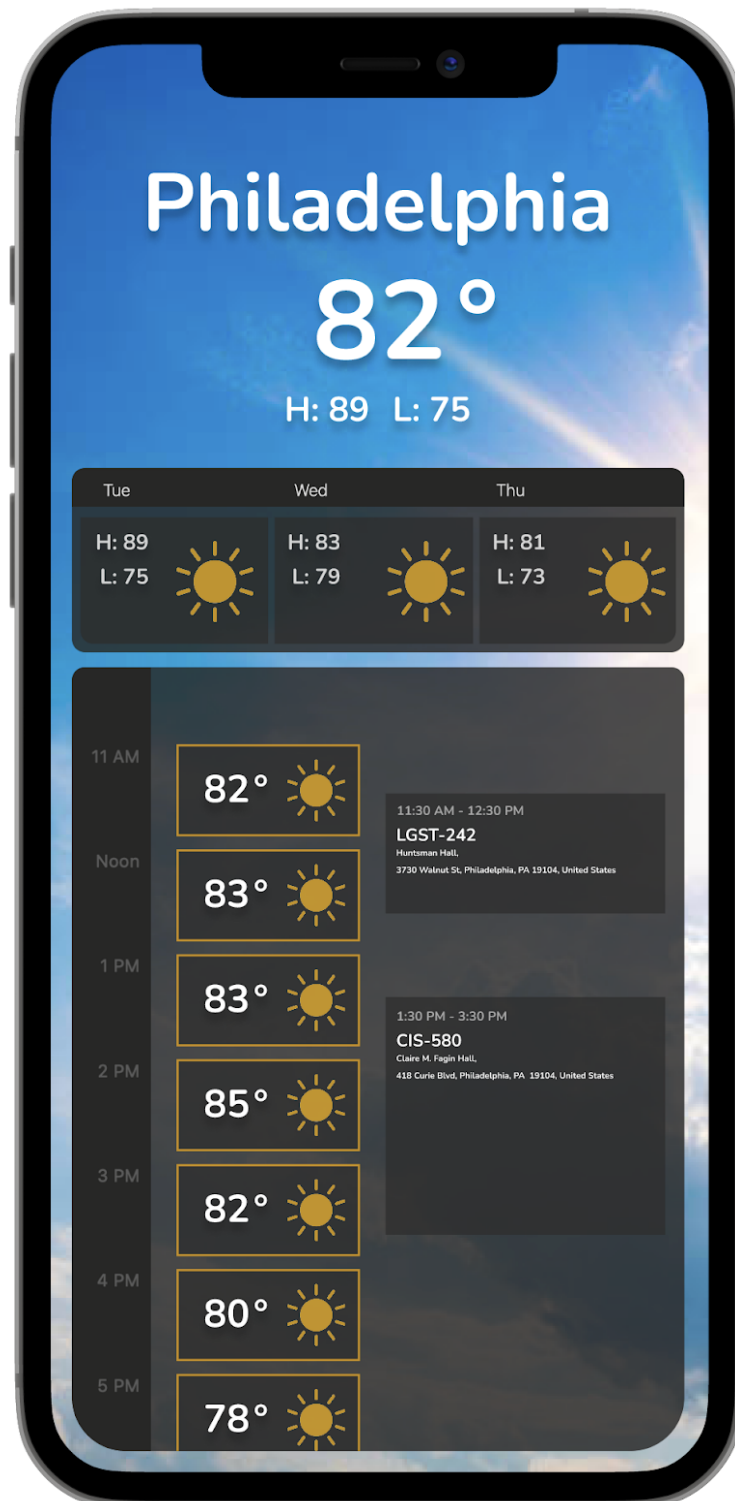 Philadelphia
82°
H: 89 L: 75
Tue Wed Thu
H: 89 H: 83 H: 81
L: 75 L: 79 L: 73
11 AM
82°
11:30 AM - 12:30 PM
LGST-242
Huntsman Hall,
3730 Walnut St, Philadelphia, PA 19104, United States
Noon
83°
1 PM
83°
1:30 PM - 3:30 PM
CIS-580
Claire M. Fagin Hall,
418 Curie Blvd, Philadelphia, PA 19104, United States
2 PM
85°
3 PM
82°
4 PM
80°
5 PM
78°